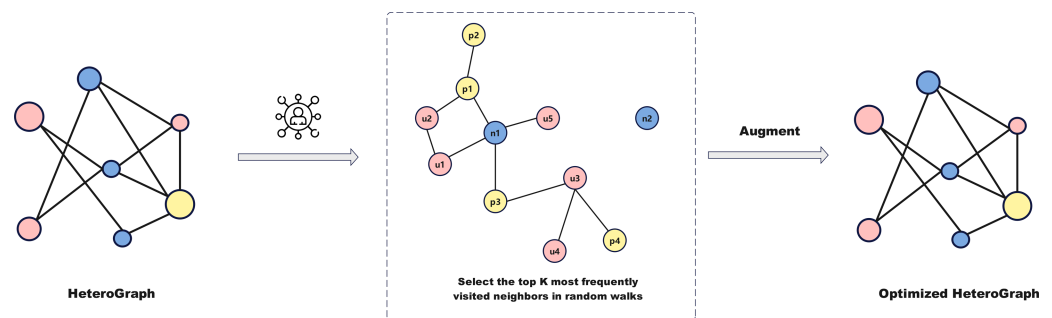 p2
p1
u2
u5
n2
n1
u1
u3
p3
p4
u4
Augment
Select the top K most frequently
visited neighbors in random walks
HeteroGraph
Optimized HeteroGraph